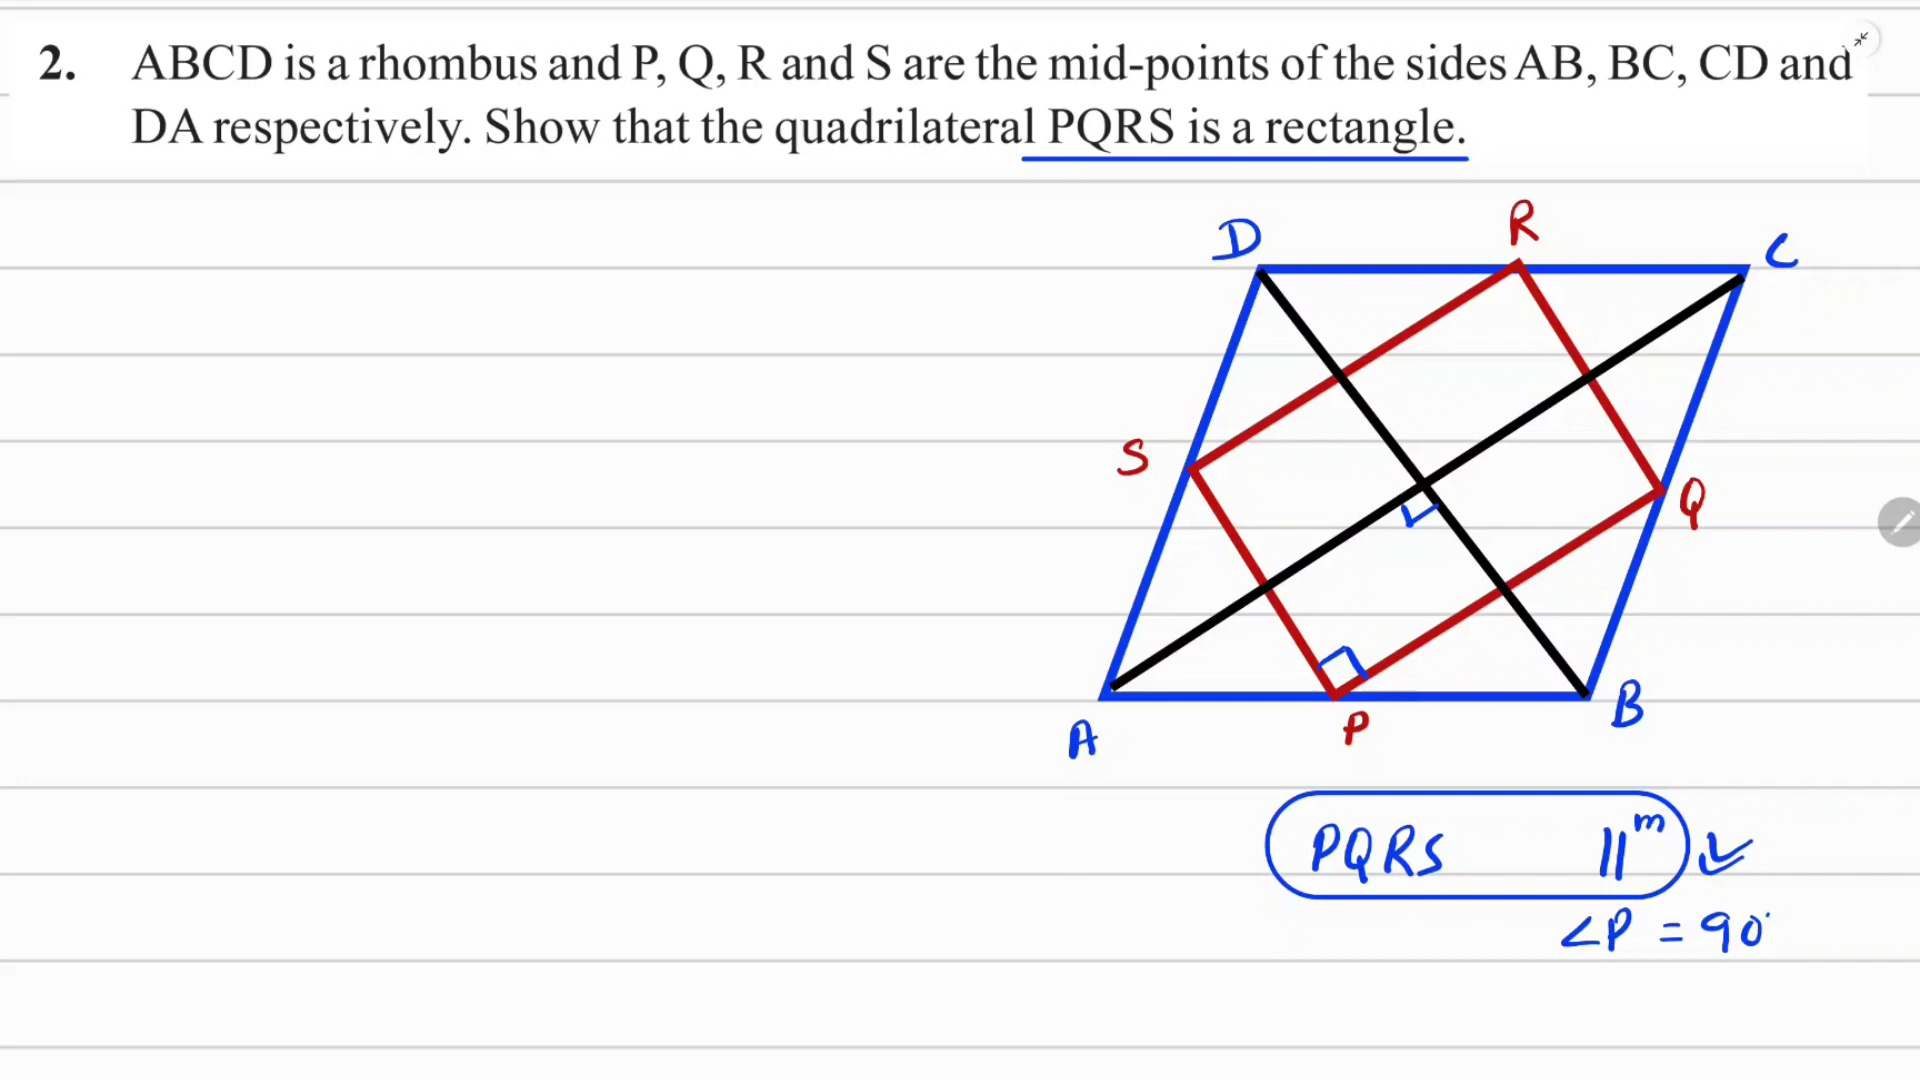 2. ABCD is a rhombus and P, Q, R and S are the mid-points of the sides AB, BC, CD and
DA respectively. Show that the quadrilateral PQRS is a rectangle.
D
R
C
S
Q
A
P
B
PQRS ||ᵐ
∠P = 90°